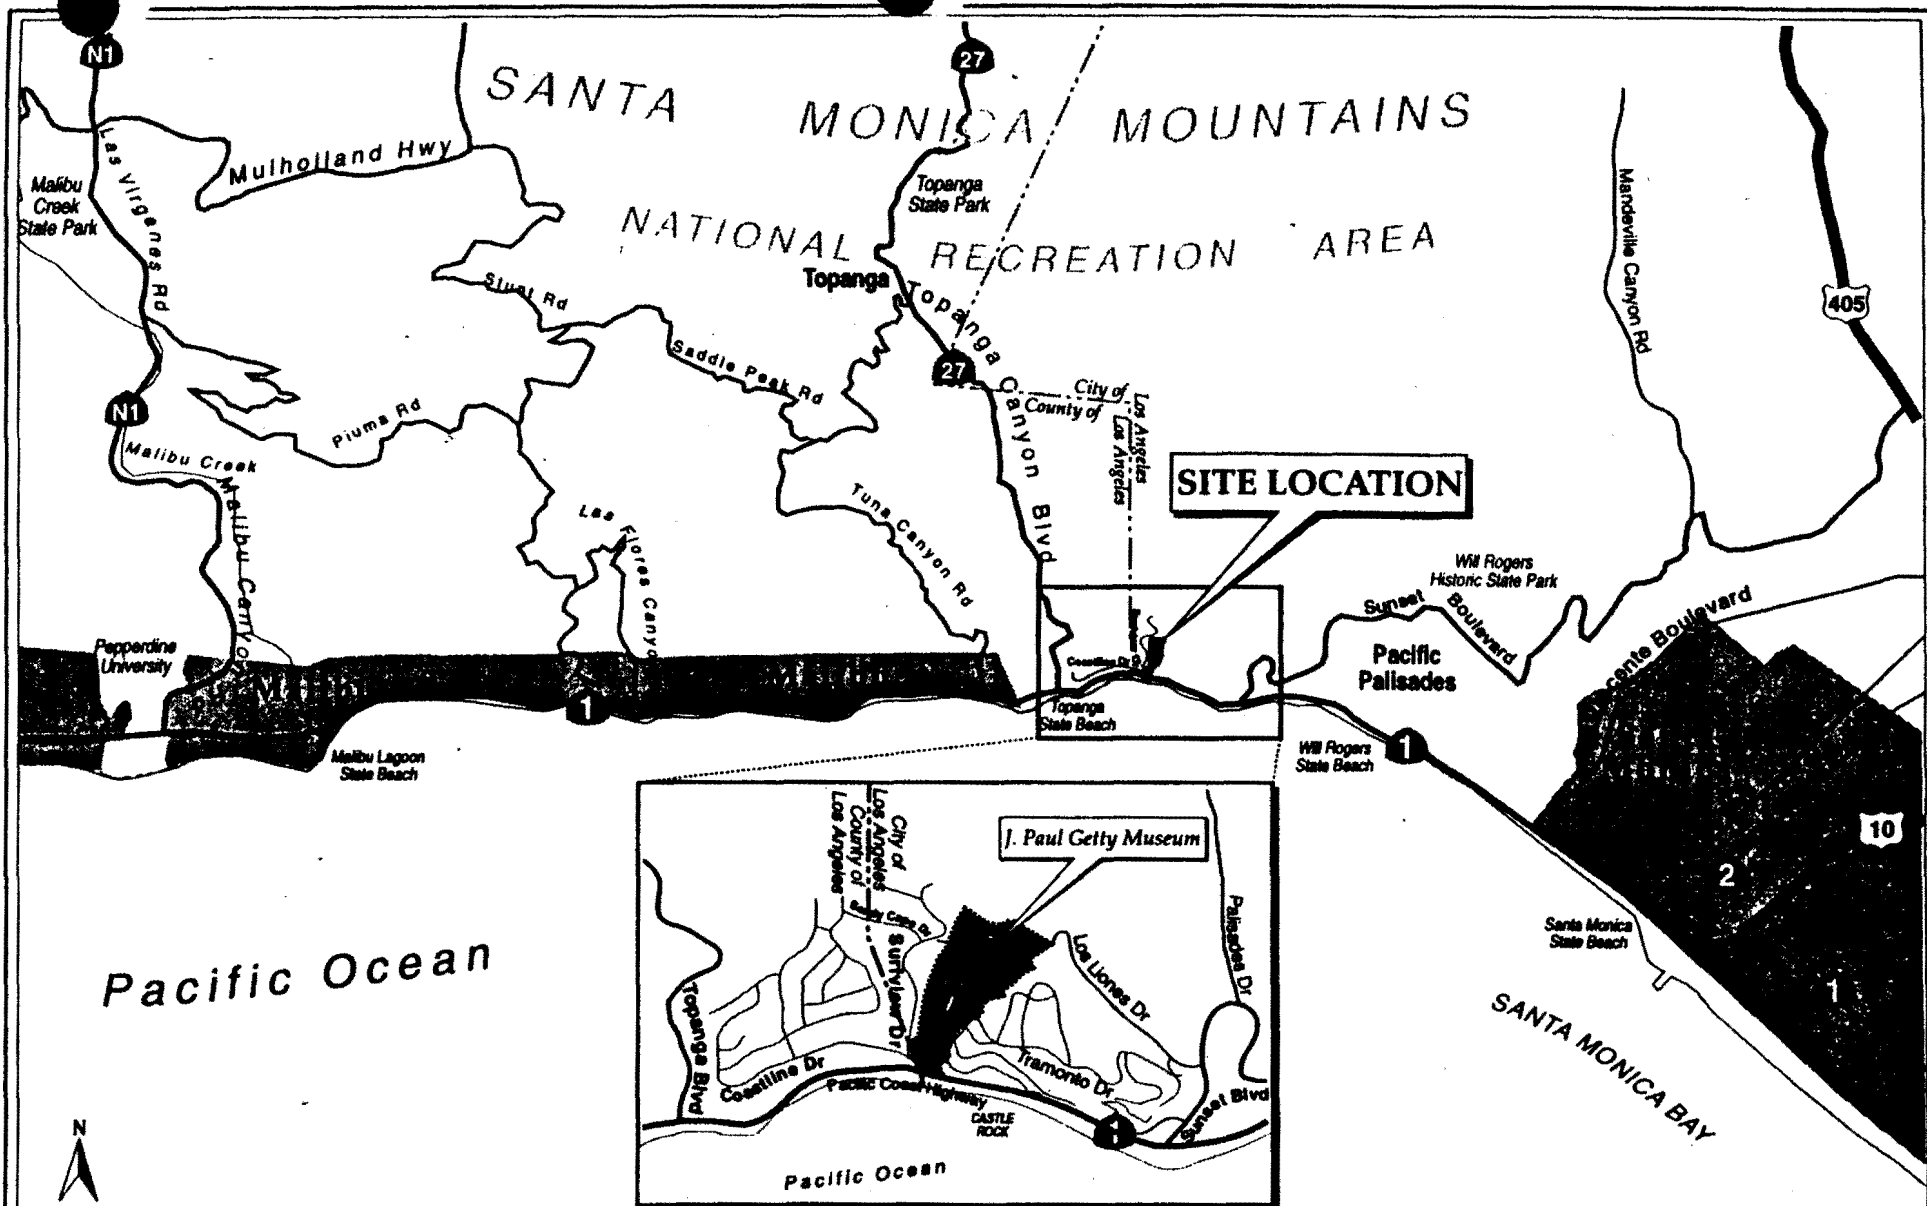 N1
27
SANTA MONICA MOUNTAINS
NATIONAL RECREATION AREA
Las Virgenes Rd
Mulholland Hwy
Malibu
Creek
State Park
Topanga
State Park
Topanga
Topanga Canyon Blvd
27
Mandeville Canyon Rd
405
Stunt Rd
Saddle Peak Rd
Piuma Rd
N1
Malibu Creek
Malibu Canyon
City of
Los Angeles
County of
Los Angeles
SITE LOCATION
Las Flores Canyon
Tuna Canyon Rd
Will Rogers
Historic State Park
Sunset Boulevard
cente Boulevard
Pepperdine
University
Coastline Dr
Pacific
Palisades
1
Topanga
State Beach
Malibu Lagoon
State Beach
Will Rogers
State Beach
1
10
2
1
Santa Monica
State Beach
SANTA MONICA BAY
Pacific Ocean
N
City of
Los Angeles
County of
Los Angeles
J. Paul Getty Museum
Sunnyview Dr
Los Liones Dr
Palisades Dr
Topanga Blvd
Coastline Dr
Pacific Coast Highway
Tramonto Dr
CASTLE
ROCK
1
Sunset Blvd
Pacific Ocean